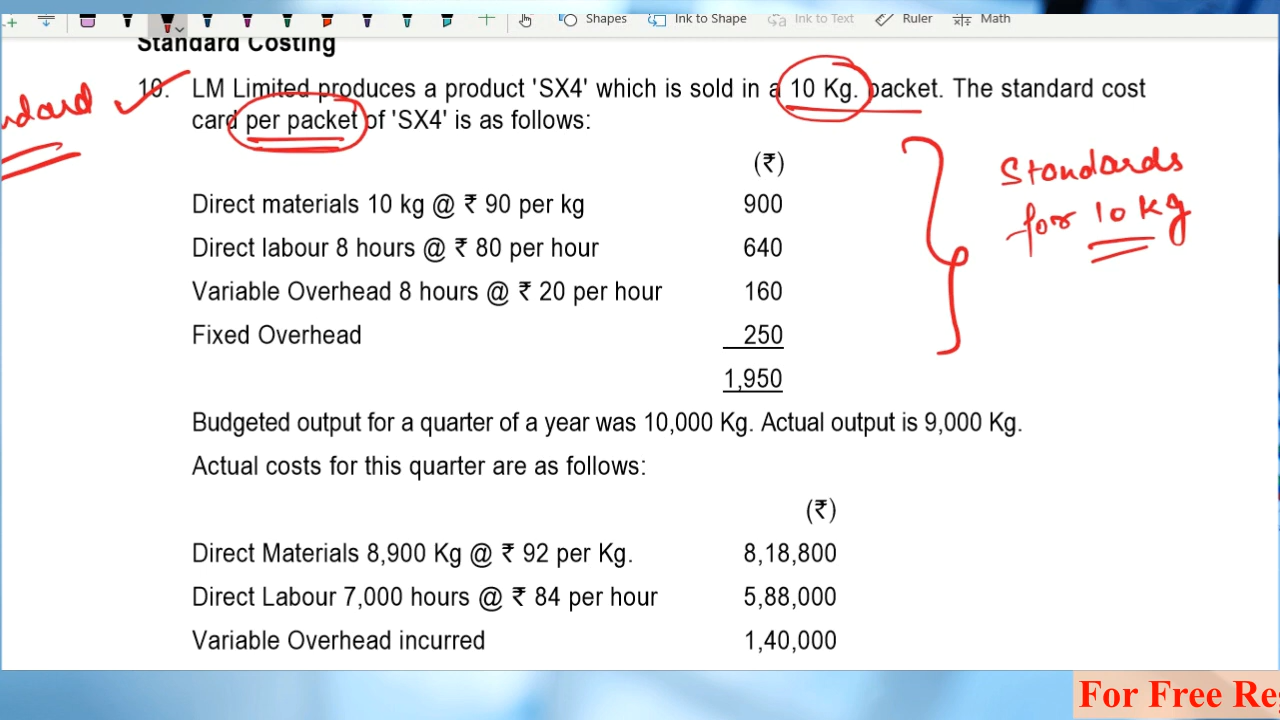 Shapes Ink to Shape Ink to Text Ruler Math
Standard Costing
10. LM Limited produces a product 'SX4' which is sold in a 10 Kg. packet. The standard cost
card per packet of 'SX4' is as follows:
(₹)
Direct materials 10 kg @ ₹ 90 per kg 900
Direct labour 8 hours @ ₹ 80 per hour 640
Variable Overhead 8 hours @ ₹ 20 per hour 160
Fixed Overhead 250
1,950
Standards
for 10 kg
Budgeted output for a quarter of a year was 10,000 Kg. Actual output is 9,000 Kg.
Actual costs for this quarter are as follows:
(₹)
Direct Materials 8,900 Kg @ ₹ 92 per Kg. 8,18,800
Direct Labour 7,000 hours @ ₹ 84 per hour 5,88,000
Variable Overhead incurred 1,40,000
For Free